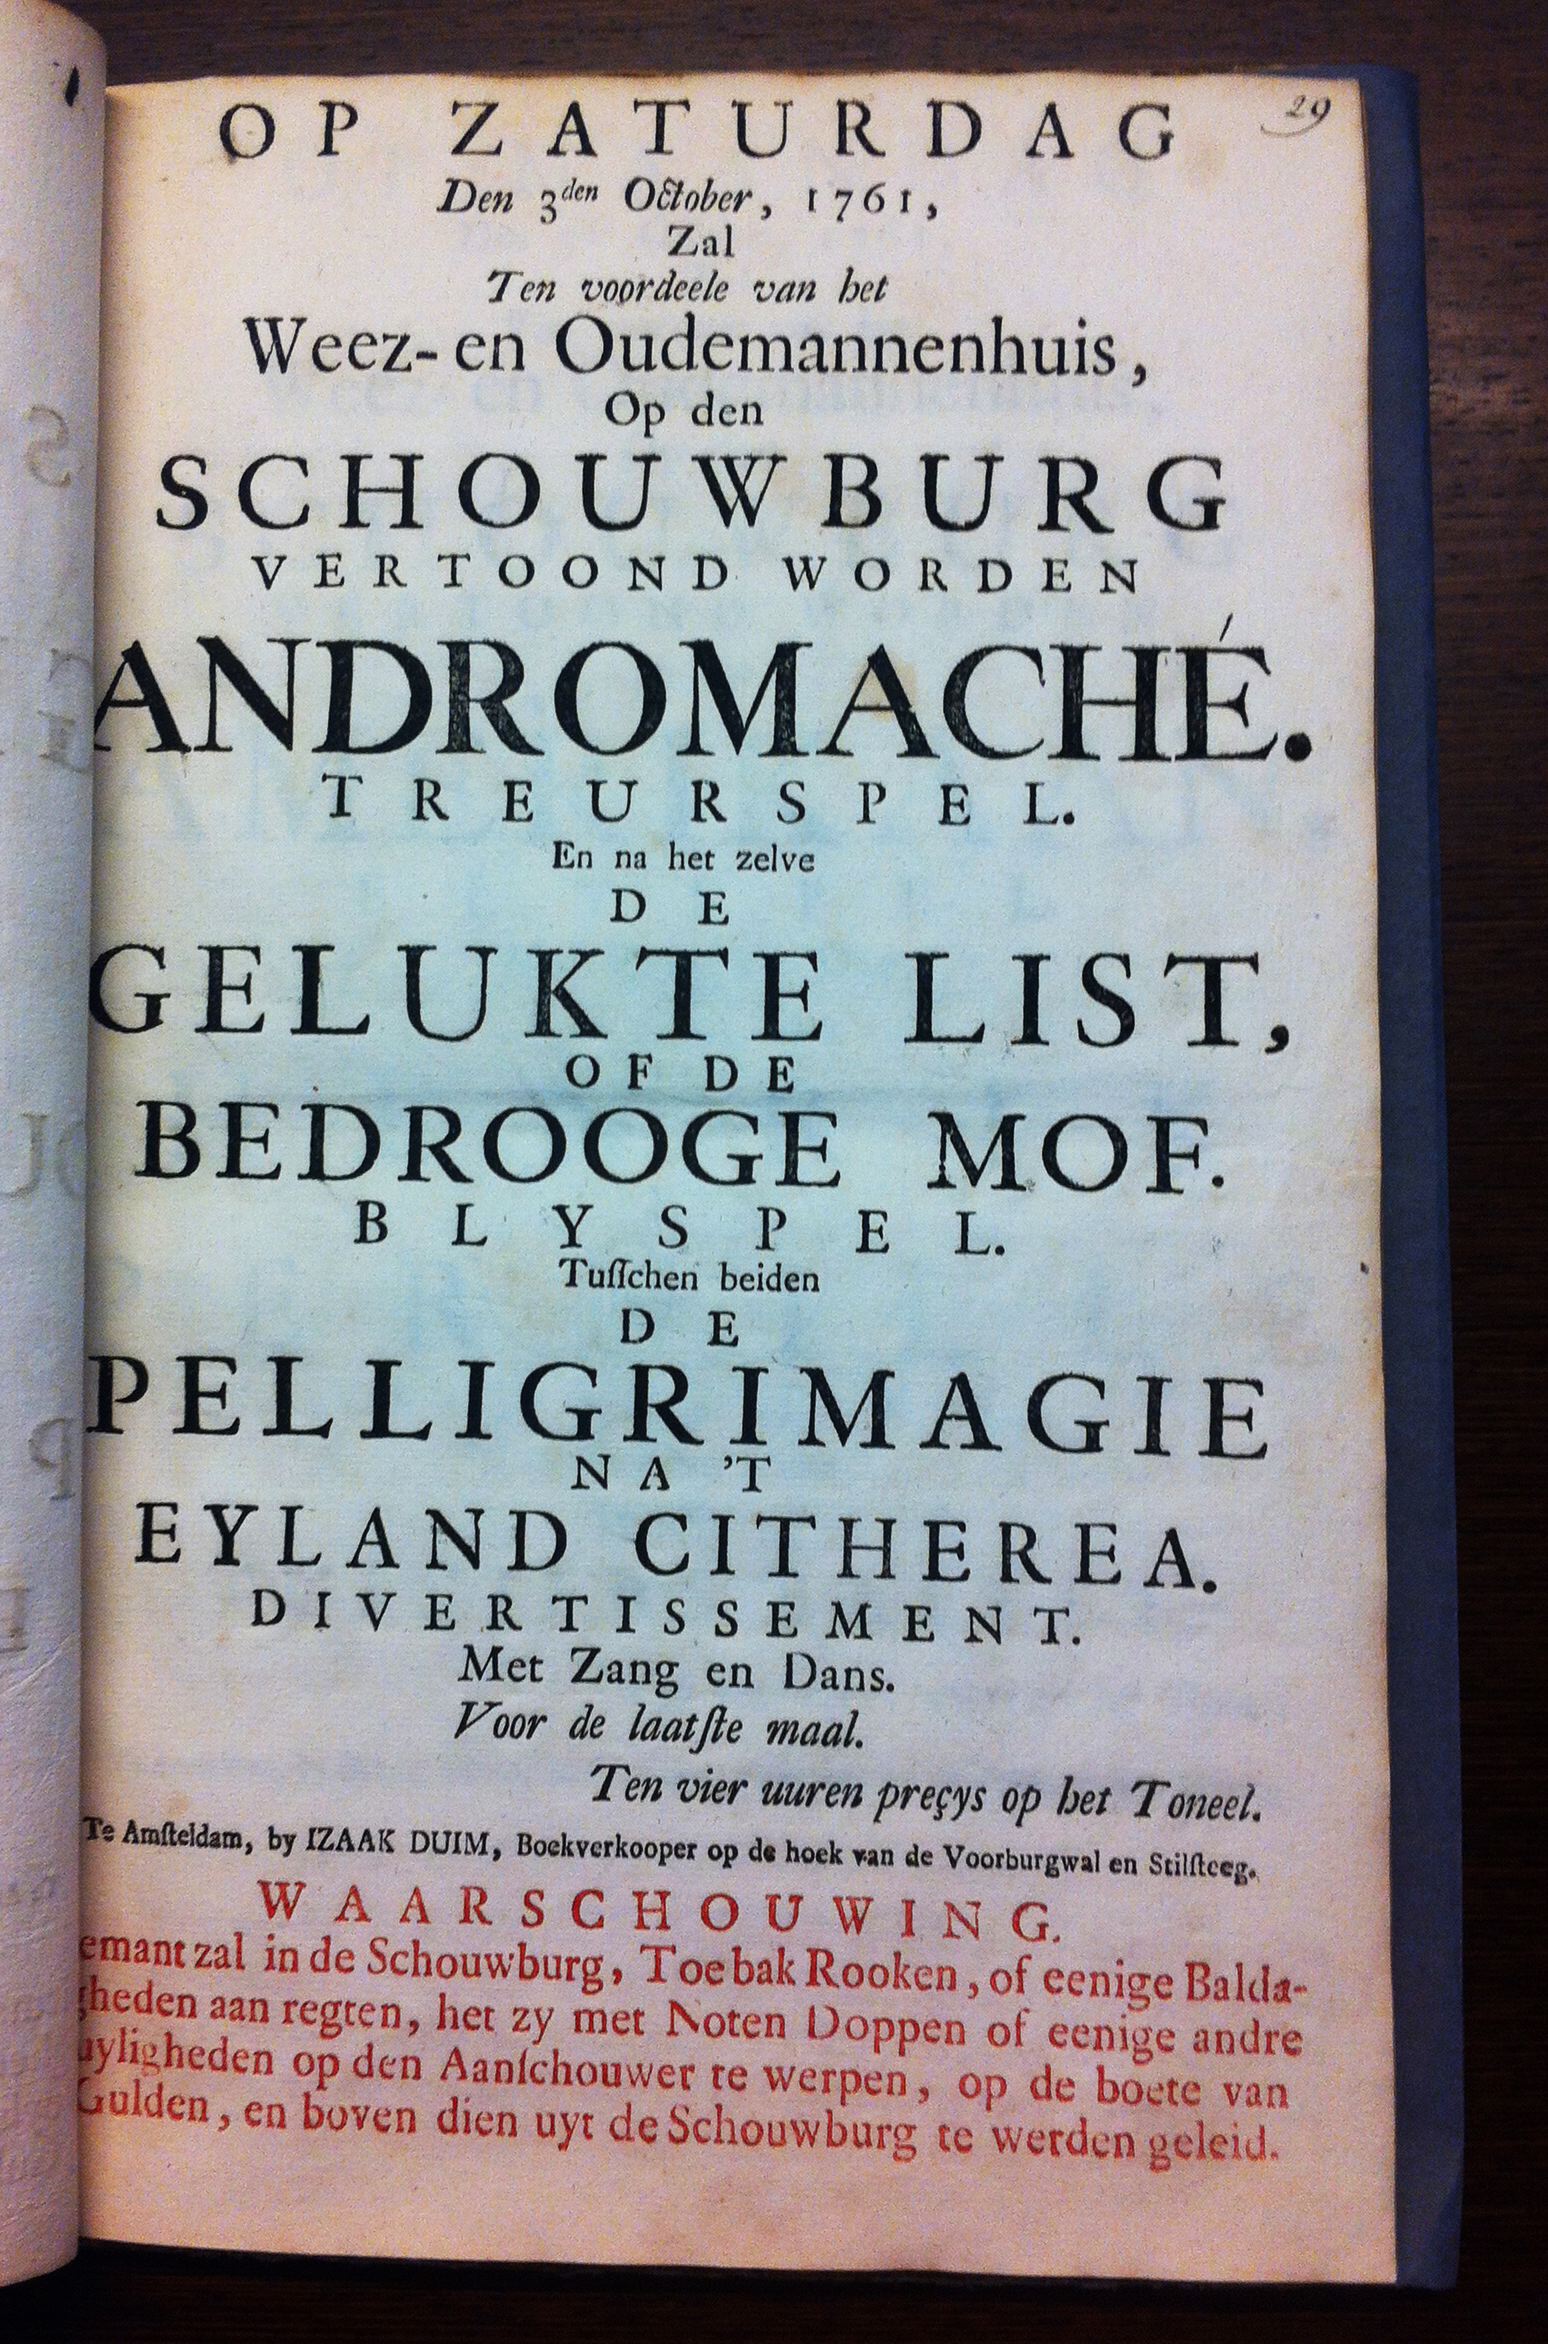 29
OP ZATURDAG
Den 3den October, 1761,
Zal
Ten voordeele van het
Weez- en Oudemannenhuis,
Op den
SCHOUWBURG
VERTOOND WORDEN
ANDROMACHÉ.
TREURSPEL.
En na het zelve
DE
GELUKTE LIST,
OF DE
BEDROOGE MOF.
BLYSPEL.
Tuſſchen beiden
DE
PELLIGRIMAGIE
NA 'T
EYLAND CITHEREA.
DIVERTISSEMENT.
Met Zang en Dans.
Voor de laatſte maal.
Ten vier uuren preçys op het Toneel.
Te Amſteldam, by IZAAK DUIM, Boekverkooper op de hoek van de Voorburgwal en Stilſteeg.
WAARSCHOUWING.
emant zal in de Schouwburg, Toebak Rooken, of eenige Balda-
gheden aan regten, het zy met Noten Doppen of eenige andre
uyligheden op den Aanſchouwer te werpen, op de boete van
Gulden, en boven dien uyt de Schouwburg te werden geleid.